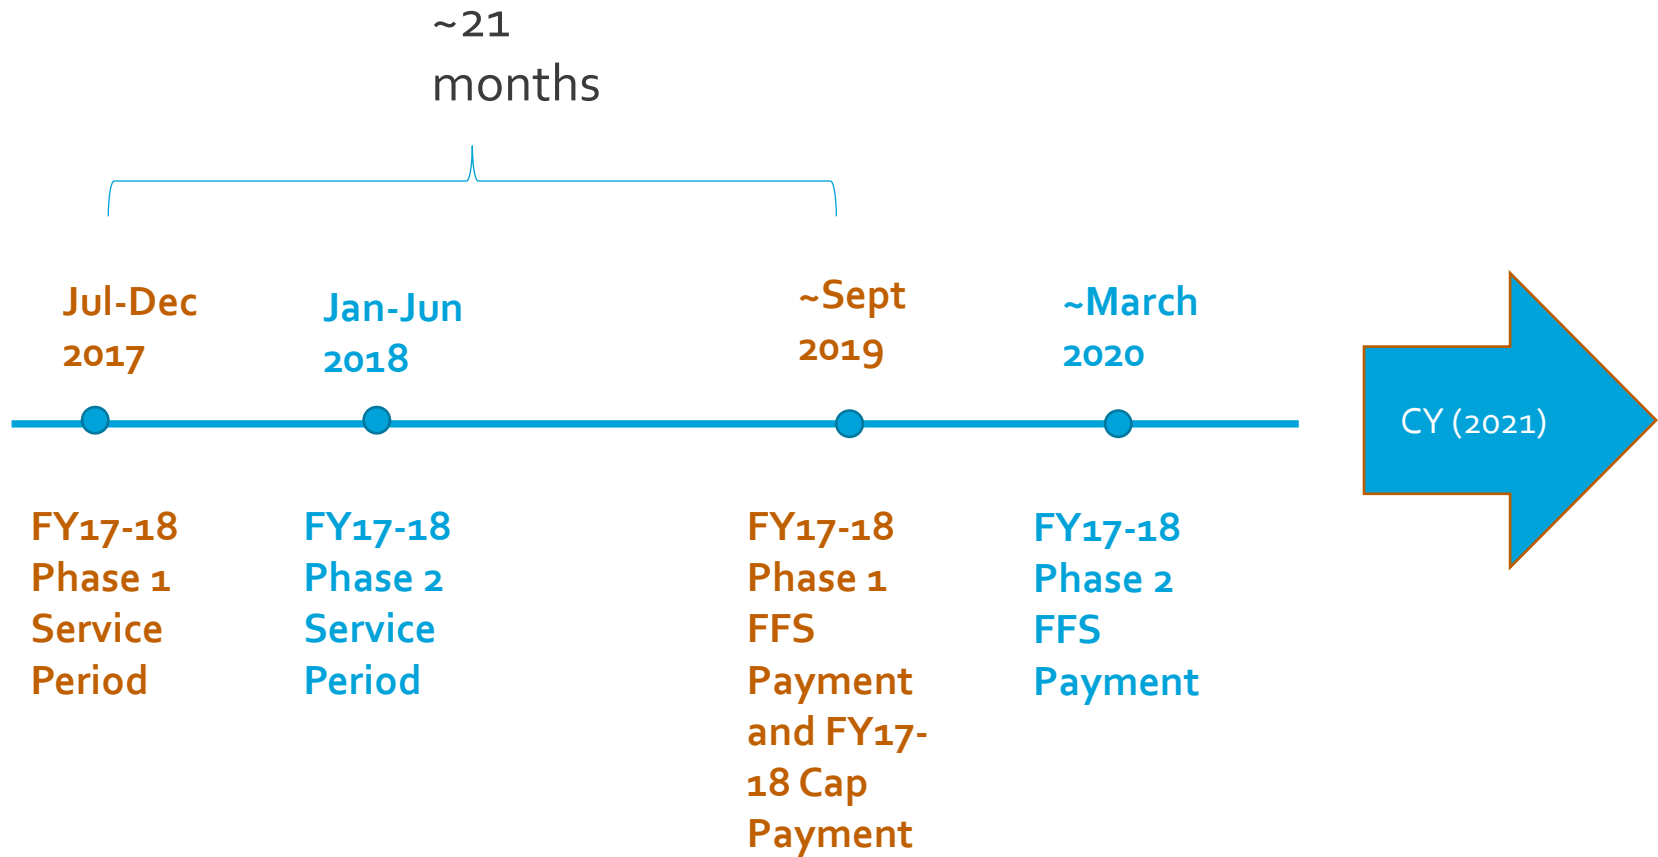 ~21
months
Jul-Dec
2017
Jan-Jun
2018
~Sept
2019
~March
2020
CY (2021)
FY17-18
Phase 1
Service
Period
FY17-18
Phase 2
Service
Period
FY17-18
Phase 1
FFS
Payment
and FY17-
18 Cap
Payment
FY17-18
Phase 2
FFS
Payment